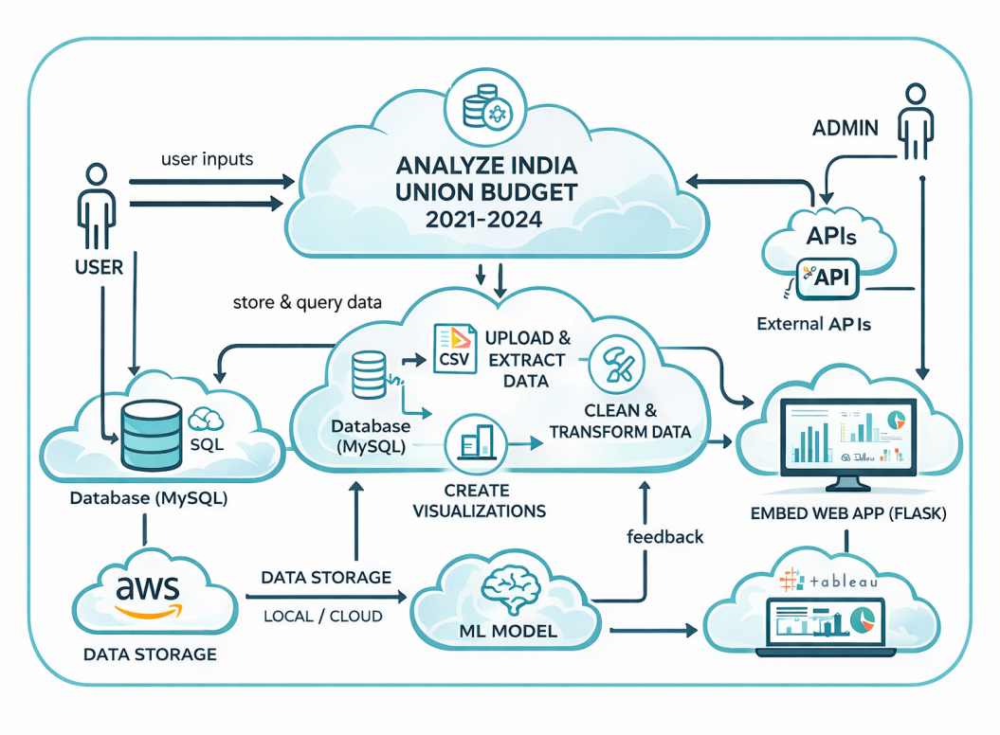 ANALYZE INDIA
UNION BUDGET
2021-2024
user inputs
USER
ADMIN
APIs
API
External APIs
store & query data
CSV
UPLOAD &
EXTRACT
DATA
Database
(MySQL)
CLEAN &
TRANSFORM DATA
SQL
Database (MySQL)
CREATE
VISUALIZATIONS
EMBED WEB APP (FLASK)
feedback
aws
DATA STORAGE
DATA STORAGE
LOCAL / CLOUD
ML MODEL
tableau